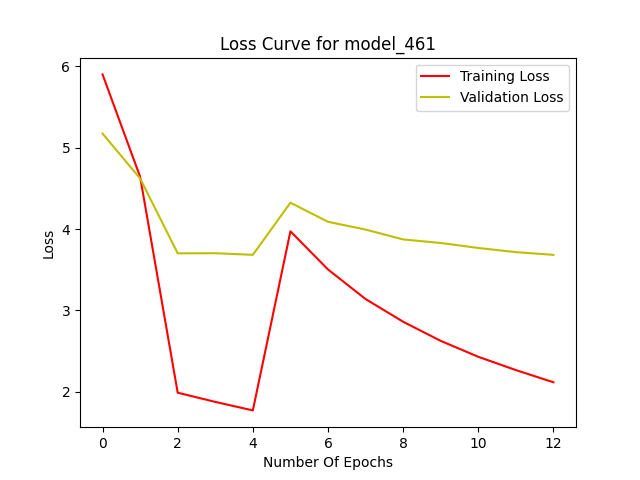 Loss Curve for model_461
Training Loss
Validation Loss
6
5
4
3
2
Loss
0 2 4 6 8 10 12
Number Of Epochs